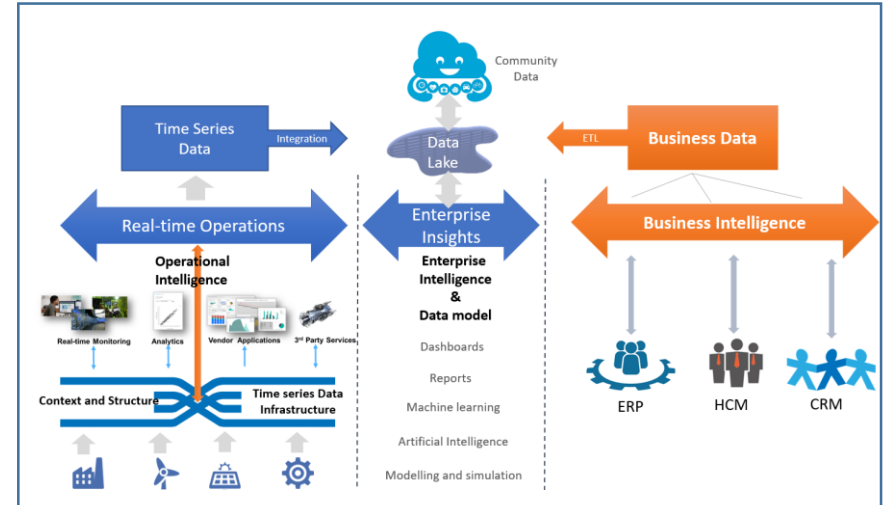 Community
Data
Time Series
Data
Integration
Data
Lake
ETL
Business Data
Real-time Operations
Enterprise
Insights
Business Intelligence
Operational
Intelligence
Enterprise
Intelligence
&
Data model
Real-time Monitoring
Analytics
Vendor Applications
3rd Party Services
Dashboards
Reports
Machine learning
Artificial Intelligence
Modelling and simulation
Context and Structure
Time series Data
Infrastructure
ERP
HCM
CRM